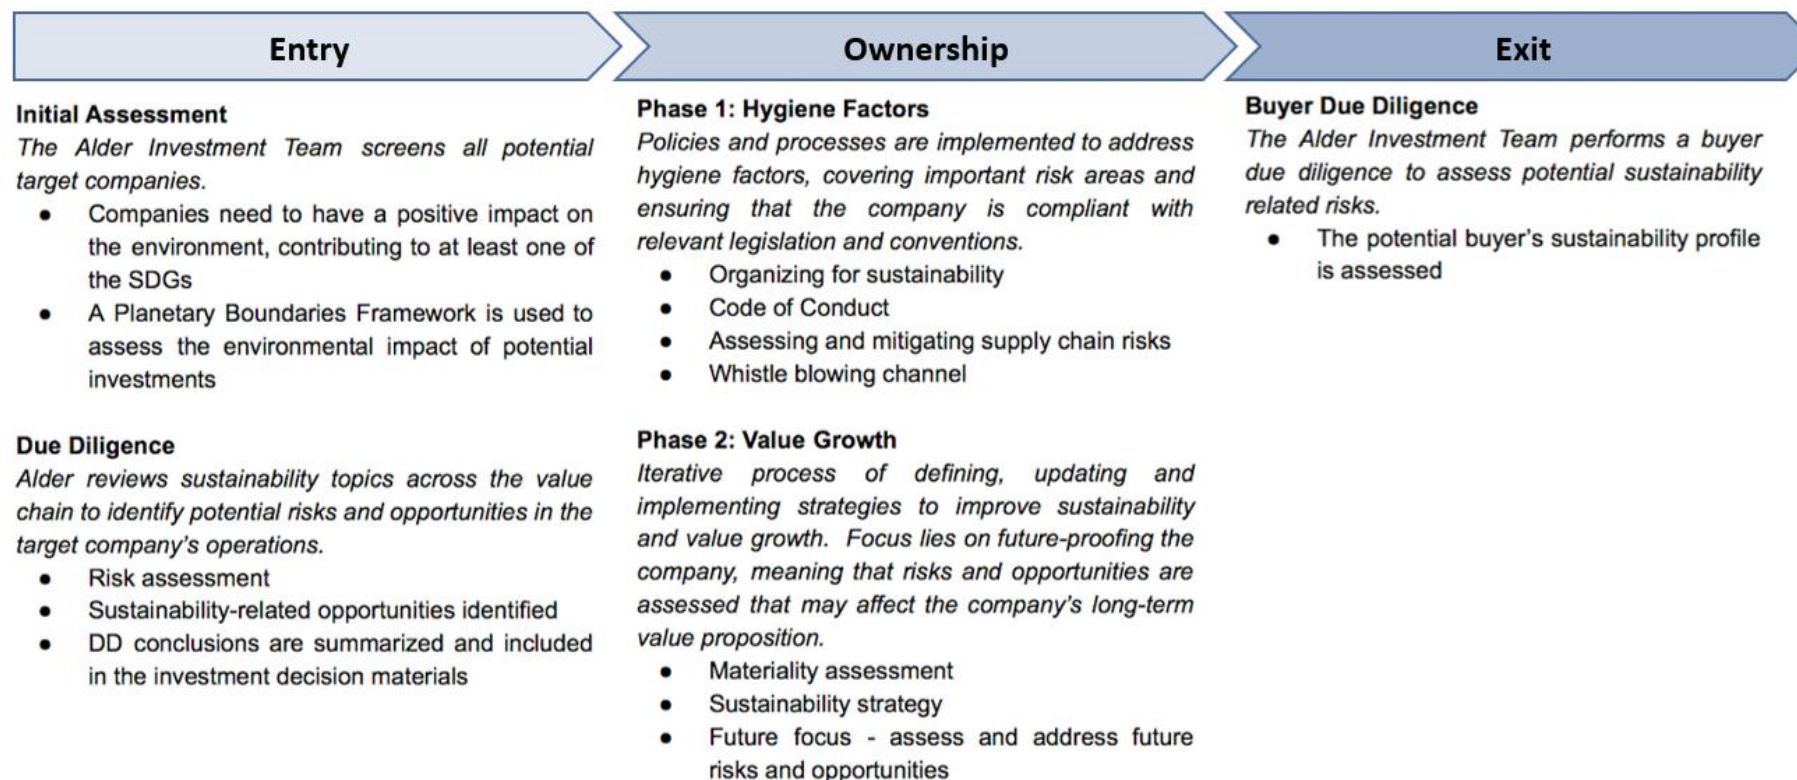 Entry
Ownership
Exit
Initial Assessment
The Alder Investment Team screens all potential
target companies.
● Companies need to have a positive impact on
the environment, contributing to at least one of
the SDGs
● A Planetary Boundaries Framework is used to
assess the environmental impact of potential
investments
Due Diligence
Alder reviews sustainability topics across the value
chain to identify potential risks and opportunities in the
target company's operations.
● Risk assessment
● Sustainability-related opportunities identified
● DD conclusions are summarized and included
in the investment decision materials
Phase 1: Hygiene Factors
Policies and processes are implemented to address
hygiene factors, covering important risk areas and
ensuring that the company is compliant with
relevant legislation and conventions.
● Organizing for sustainability
● Code of Conduct
● Assessing and mitigating supply chain risks
● Whistle blowing channel
Phase 2: Value Growth
Iterative process of defining, updating and
implementing strategies to improve sustainability
and value growth. Focus lies on future-proofing the
company, meaning that risks and opportunities are
assessed that may affect the company's long-term
value proposition.
● Materiality assessment
● Sustainability strategy
● Future focus - assess and address future
risks and opportunities
Buyer Due Diligence
The Alder Investment Team performs a buyer
due diligence to assess potential sustainability
related risks.
● The potential buyer's sustainability profile
is assessed